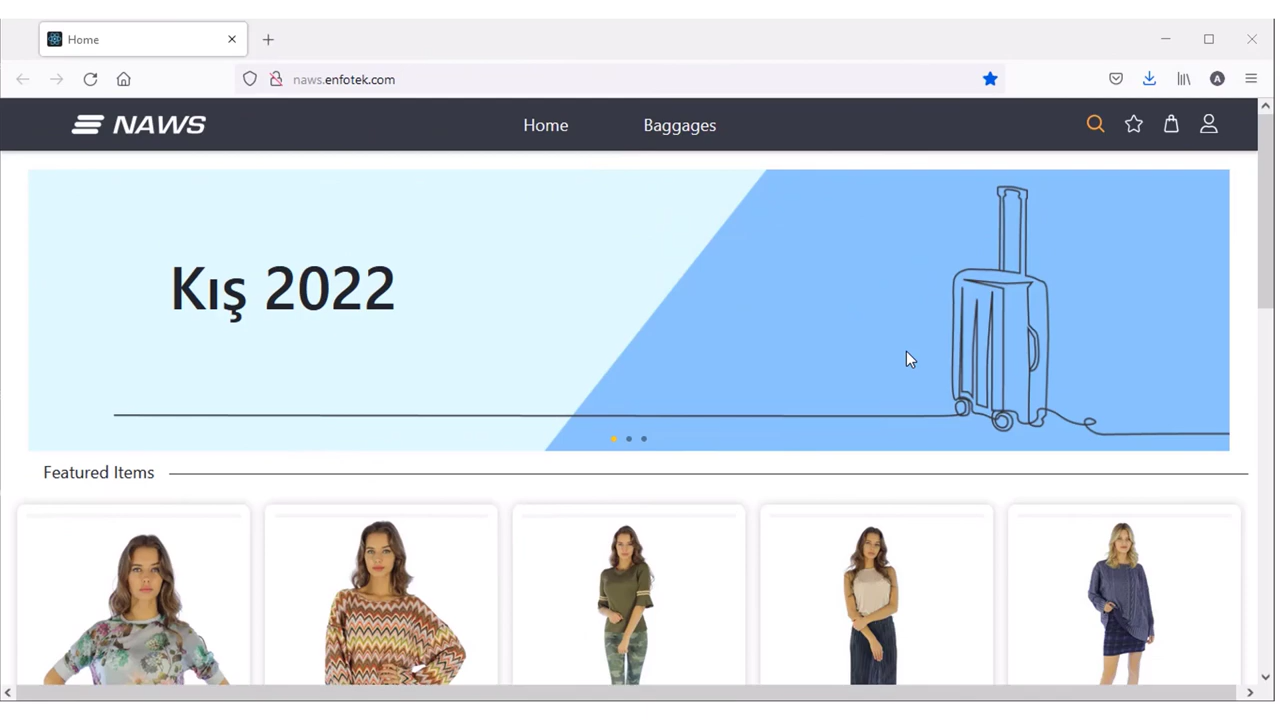 Home
naws.enfotek.com
A
NAWS
Home
Baggages
Kış 2022
Featured Items